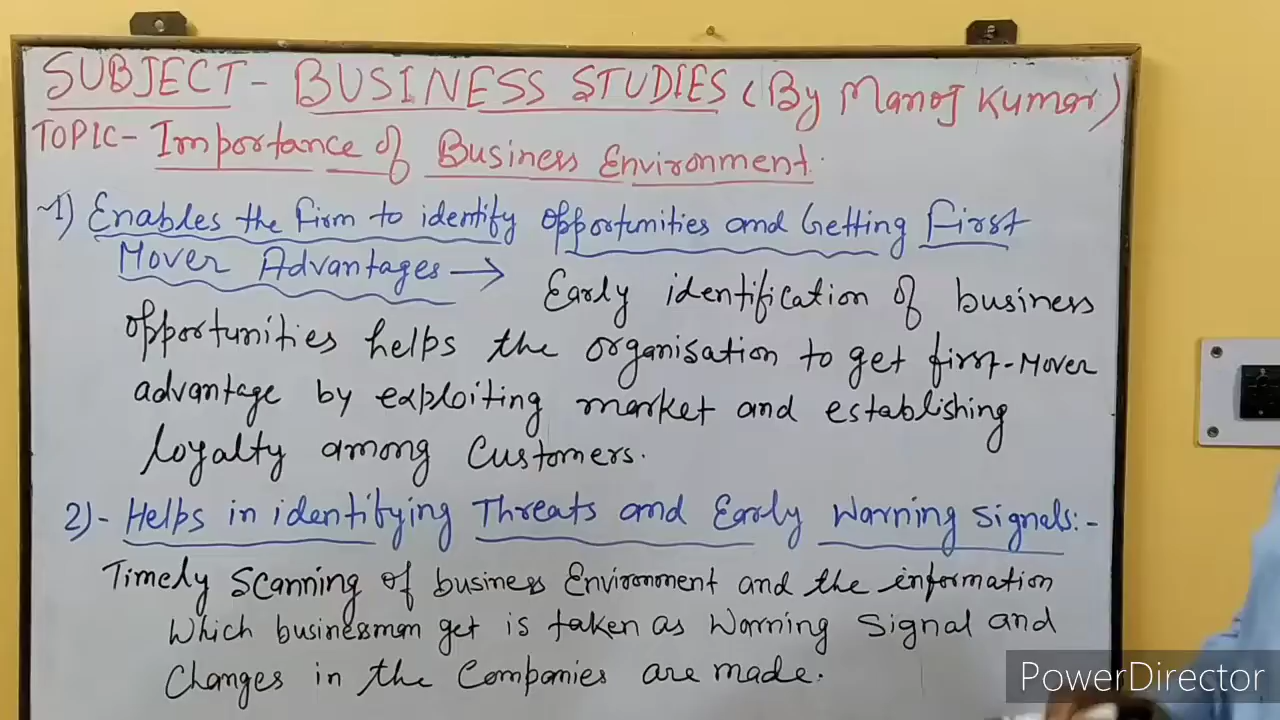 SUBJECT- BUSINESS STUDIES (By Manoj Kumar)
TOPIC- Importance of Business Environment.
1) Enables the firm to identify opportunities and Getting First
Mover Advantages → Early identification of business
opportunities helps the organisation to get first-Mover
advantage by exploiting market and establishing
loyalty among Customers.
2)- Helps in identifying Threats and Early Warning Signals:-
Timely Scanning of business Environment and the information
Which businessman get is taken as Warning Signal and
Changes in the Companies are made.
PowerDirector